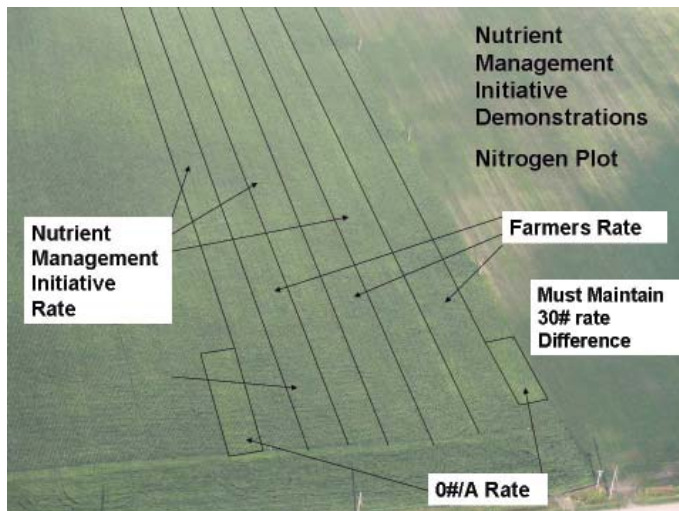 Nutrient
Management
Initiative
Demonstrations
Nitrogen Plot
Nutrient
Management
Initiative
Rate
Farmers Rate
Must Maintain
30# rate
Difference
0#/A Rate